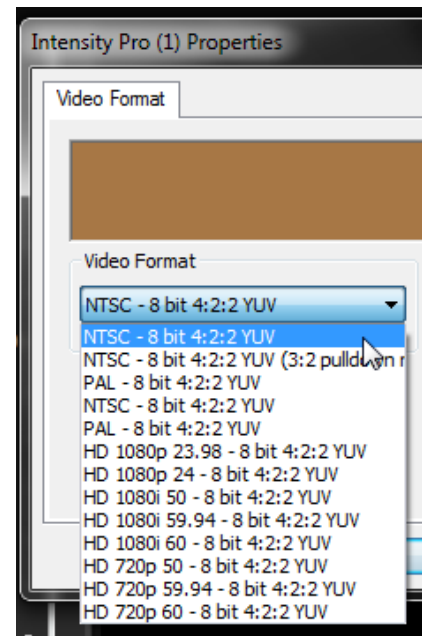 Intensity Pro (1) Properties
Video Format
Video Format
NTSC - 8 bit 4:2:2 YUV
NTSC - 8 bit 4:2:2 YUV
NTSC - 8 bit 4:2:2 YUV (3:2 pulldown r
PAL - 8 bit 4:2:2 YUV
NTSC - 8 bit 4:2:2 YUV
PAL - 8 bit 4:2:2 YUV
HD 1080p 23.98 - 8 bit 4:2:2 YUV
HD 1080p 24 - 8 bit 4:2:2 YUV
HD 1080i 50 - 8 bit 4:2:2 YUV
HD 1080i 59.94 - 8 bit 4:2:2 YUV
HD 1080i 60 - 8 bit 4:2:2 YUV
HD 720p 50 - 8 bit 4:2:2 YUV
HD 720p 59.94 - 8 bit 4:2:2 YUV
HD 720p 60 - 8 bit 4:2:2 YUV